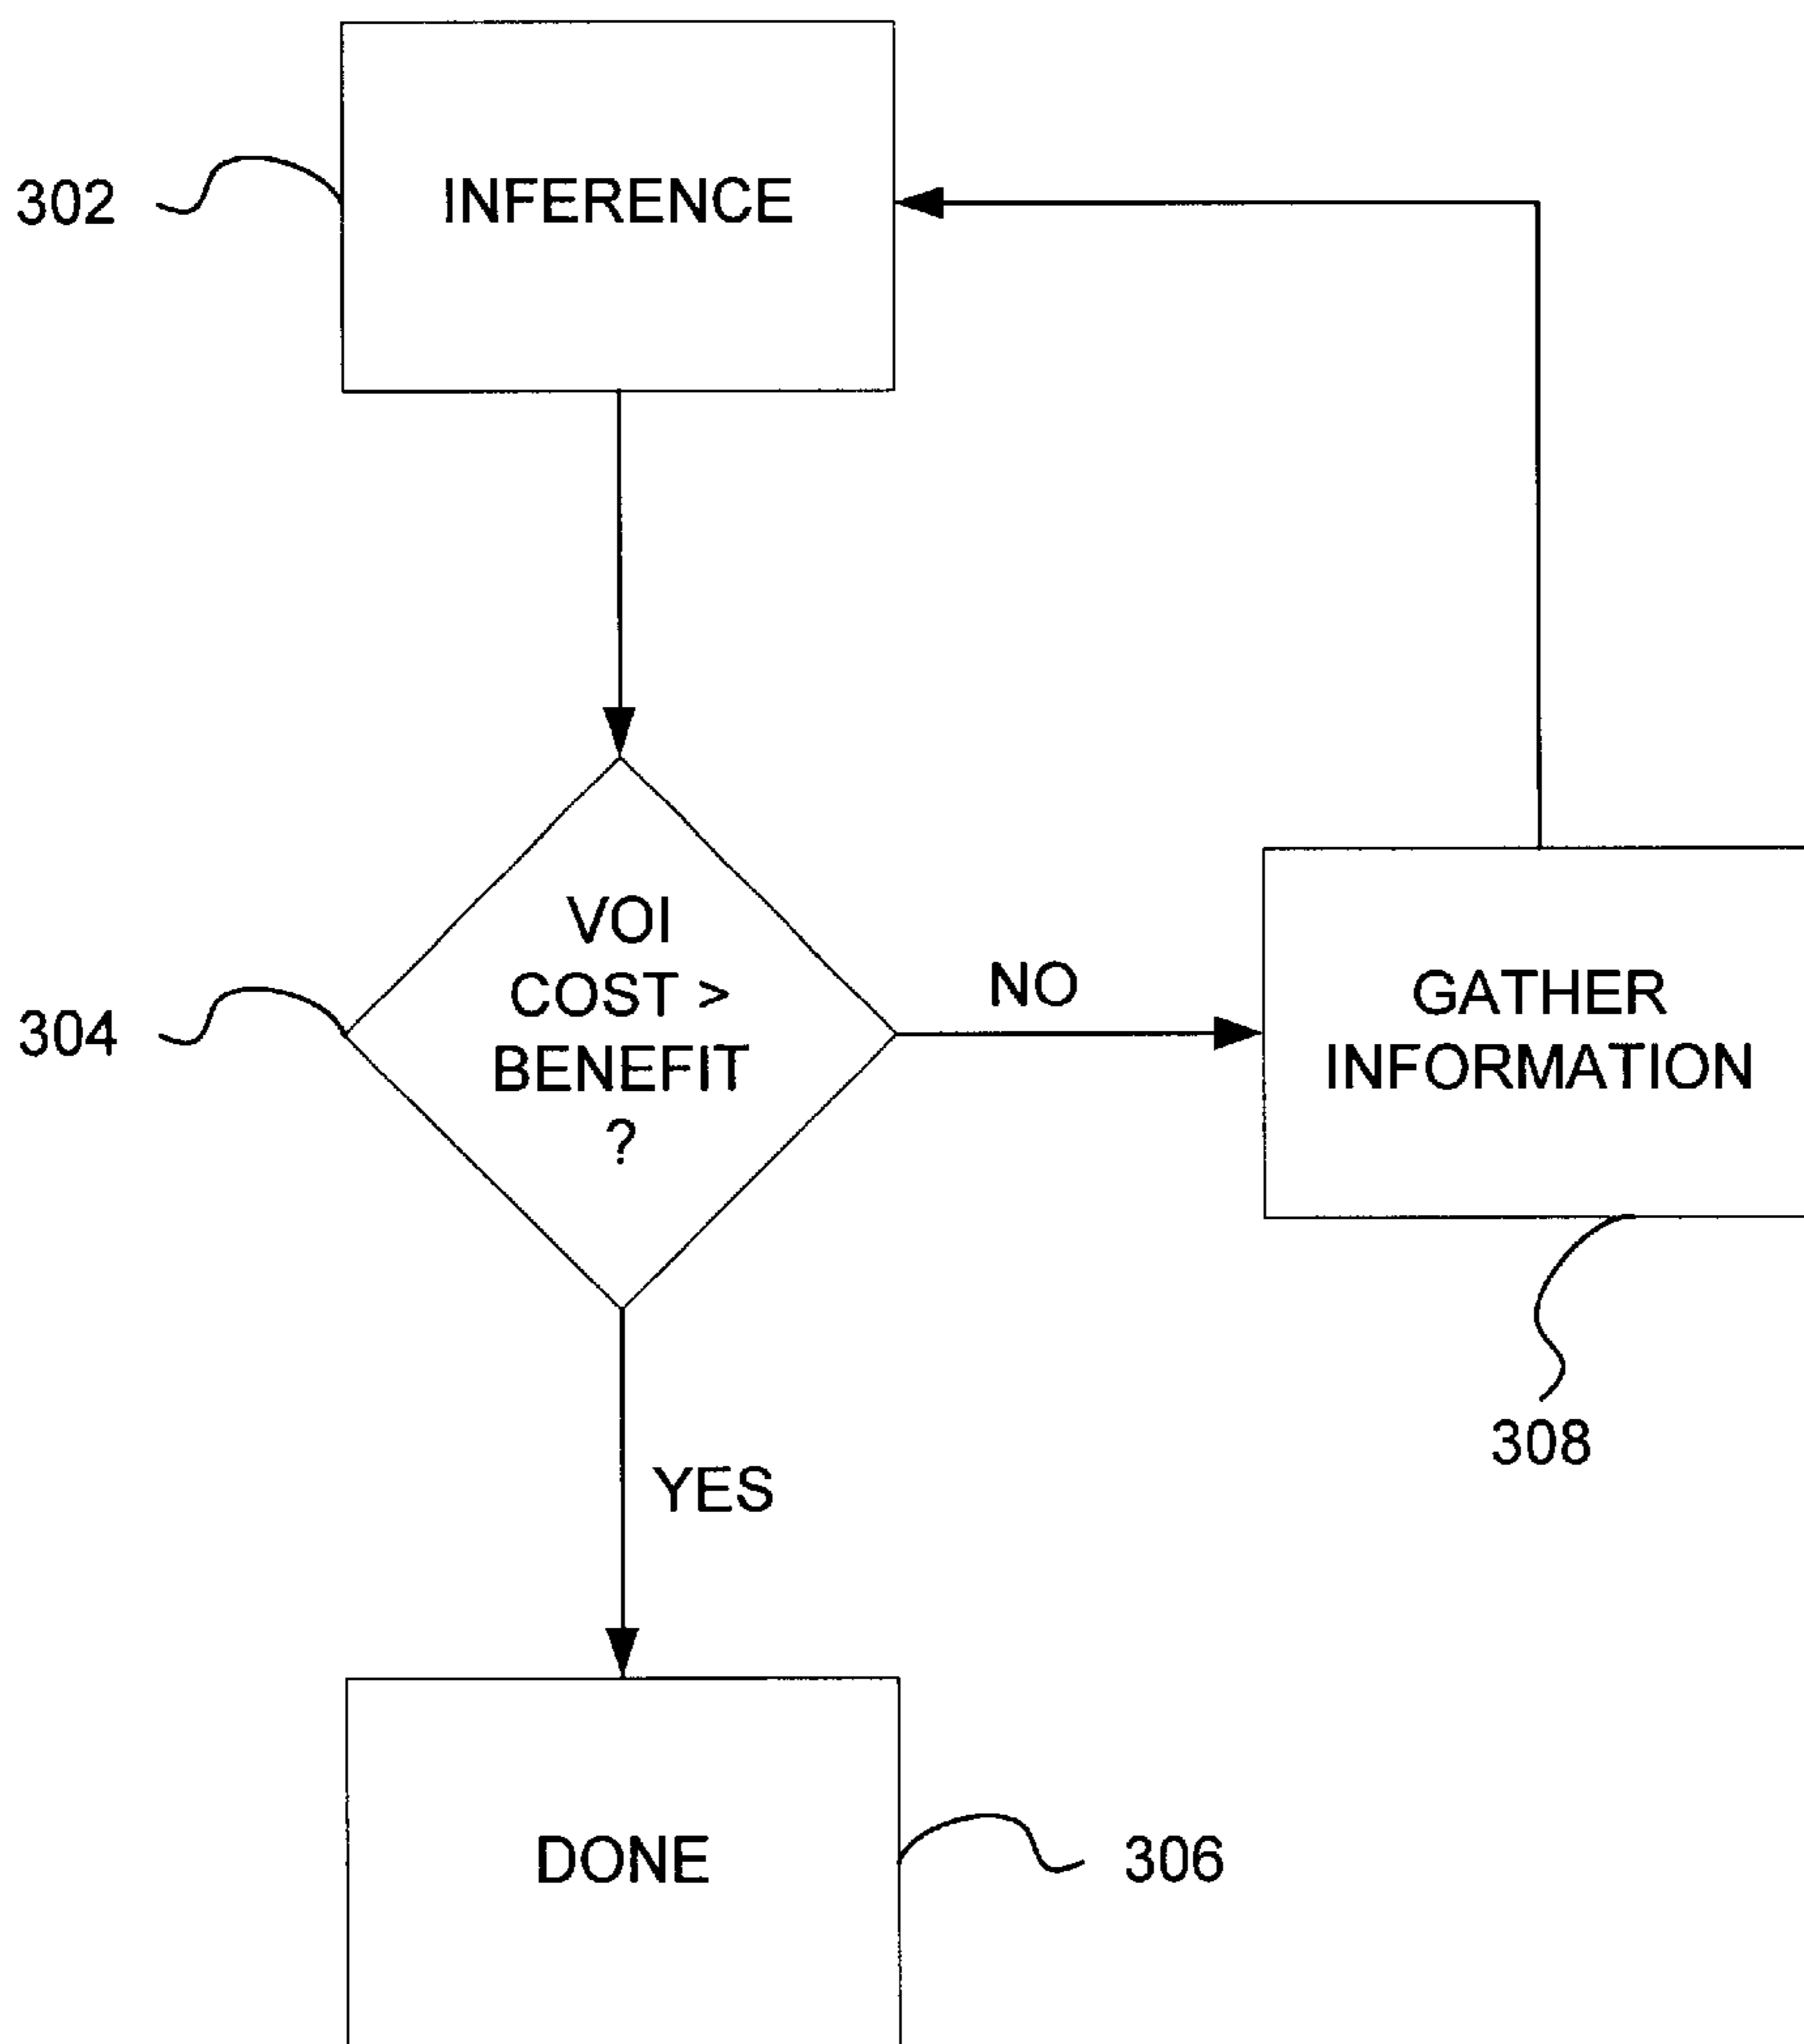 302
INFERENCE
VOI
COST >
BENEFIT
?
304
NO
GATHER
INFORMATION
308
YES
DONE
306